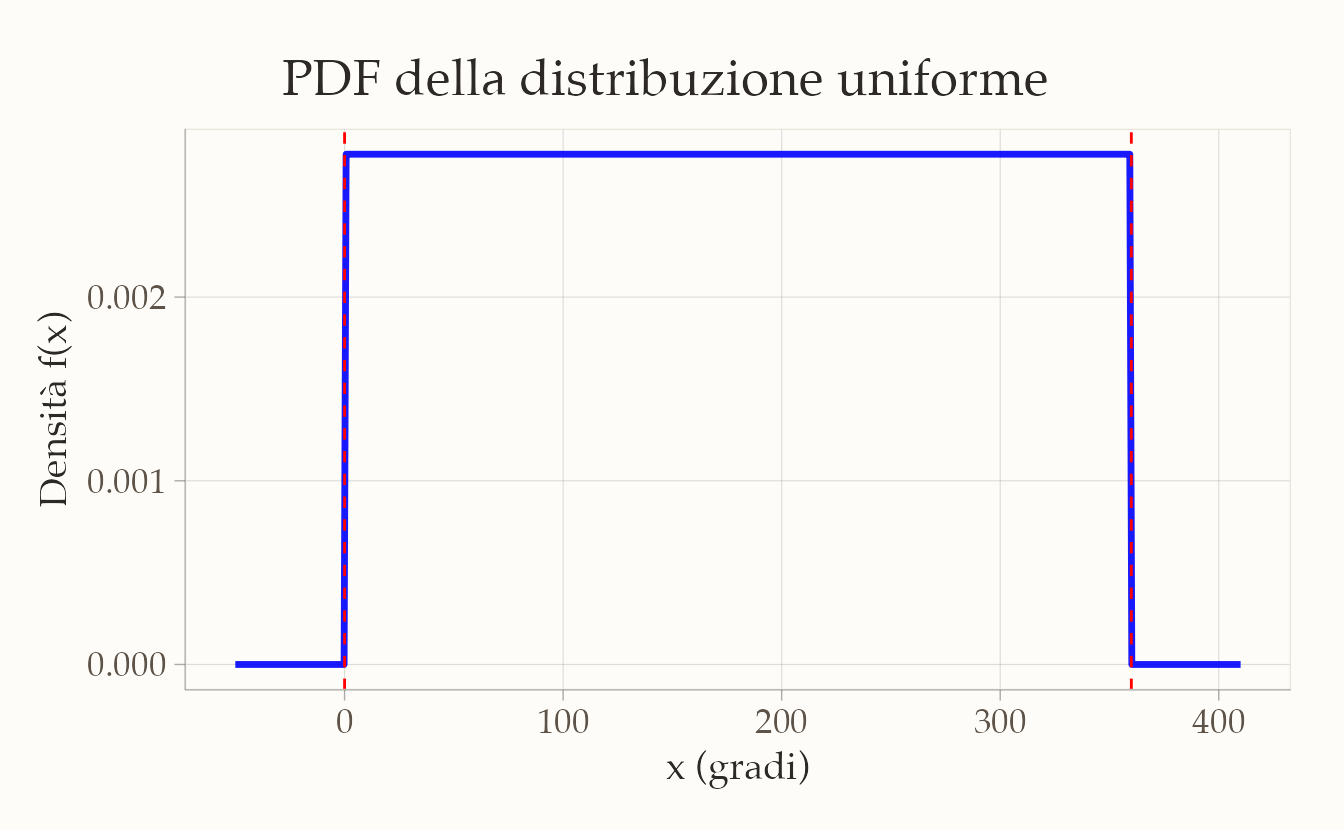 PDF della distribuzione uniforme
Densità f(x)
0.002
0.001
0.000
0 100 200 300 400
x (gradi)